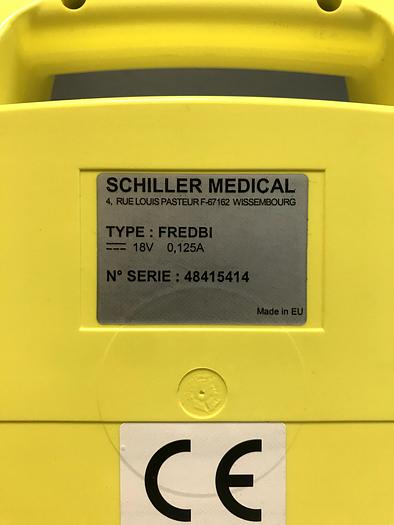 SCHILLER MEDICAL
4, RUE LOUIS PASTEUR F-67162 WISSEMBOURG
TYPE : FREDBI
18V 0,125A
N° SERIE : 48415414
Made in EU
CE